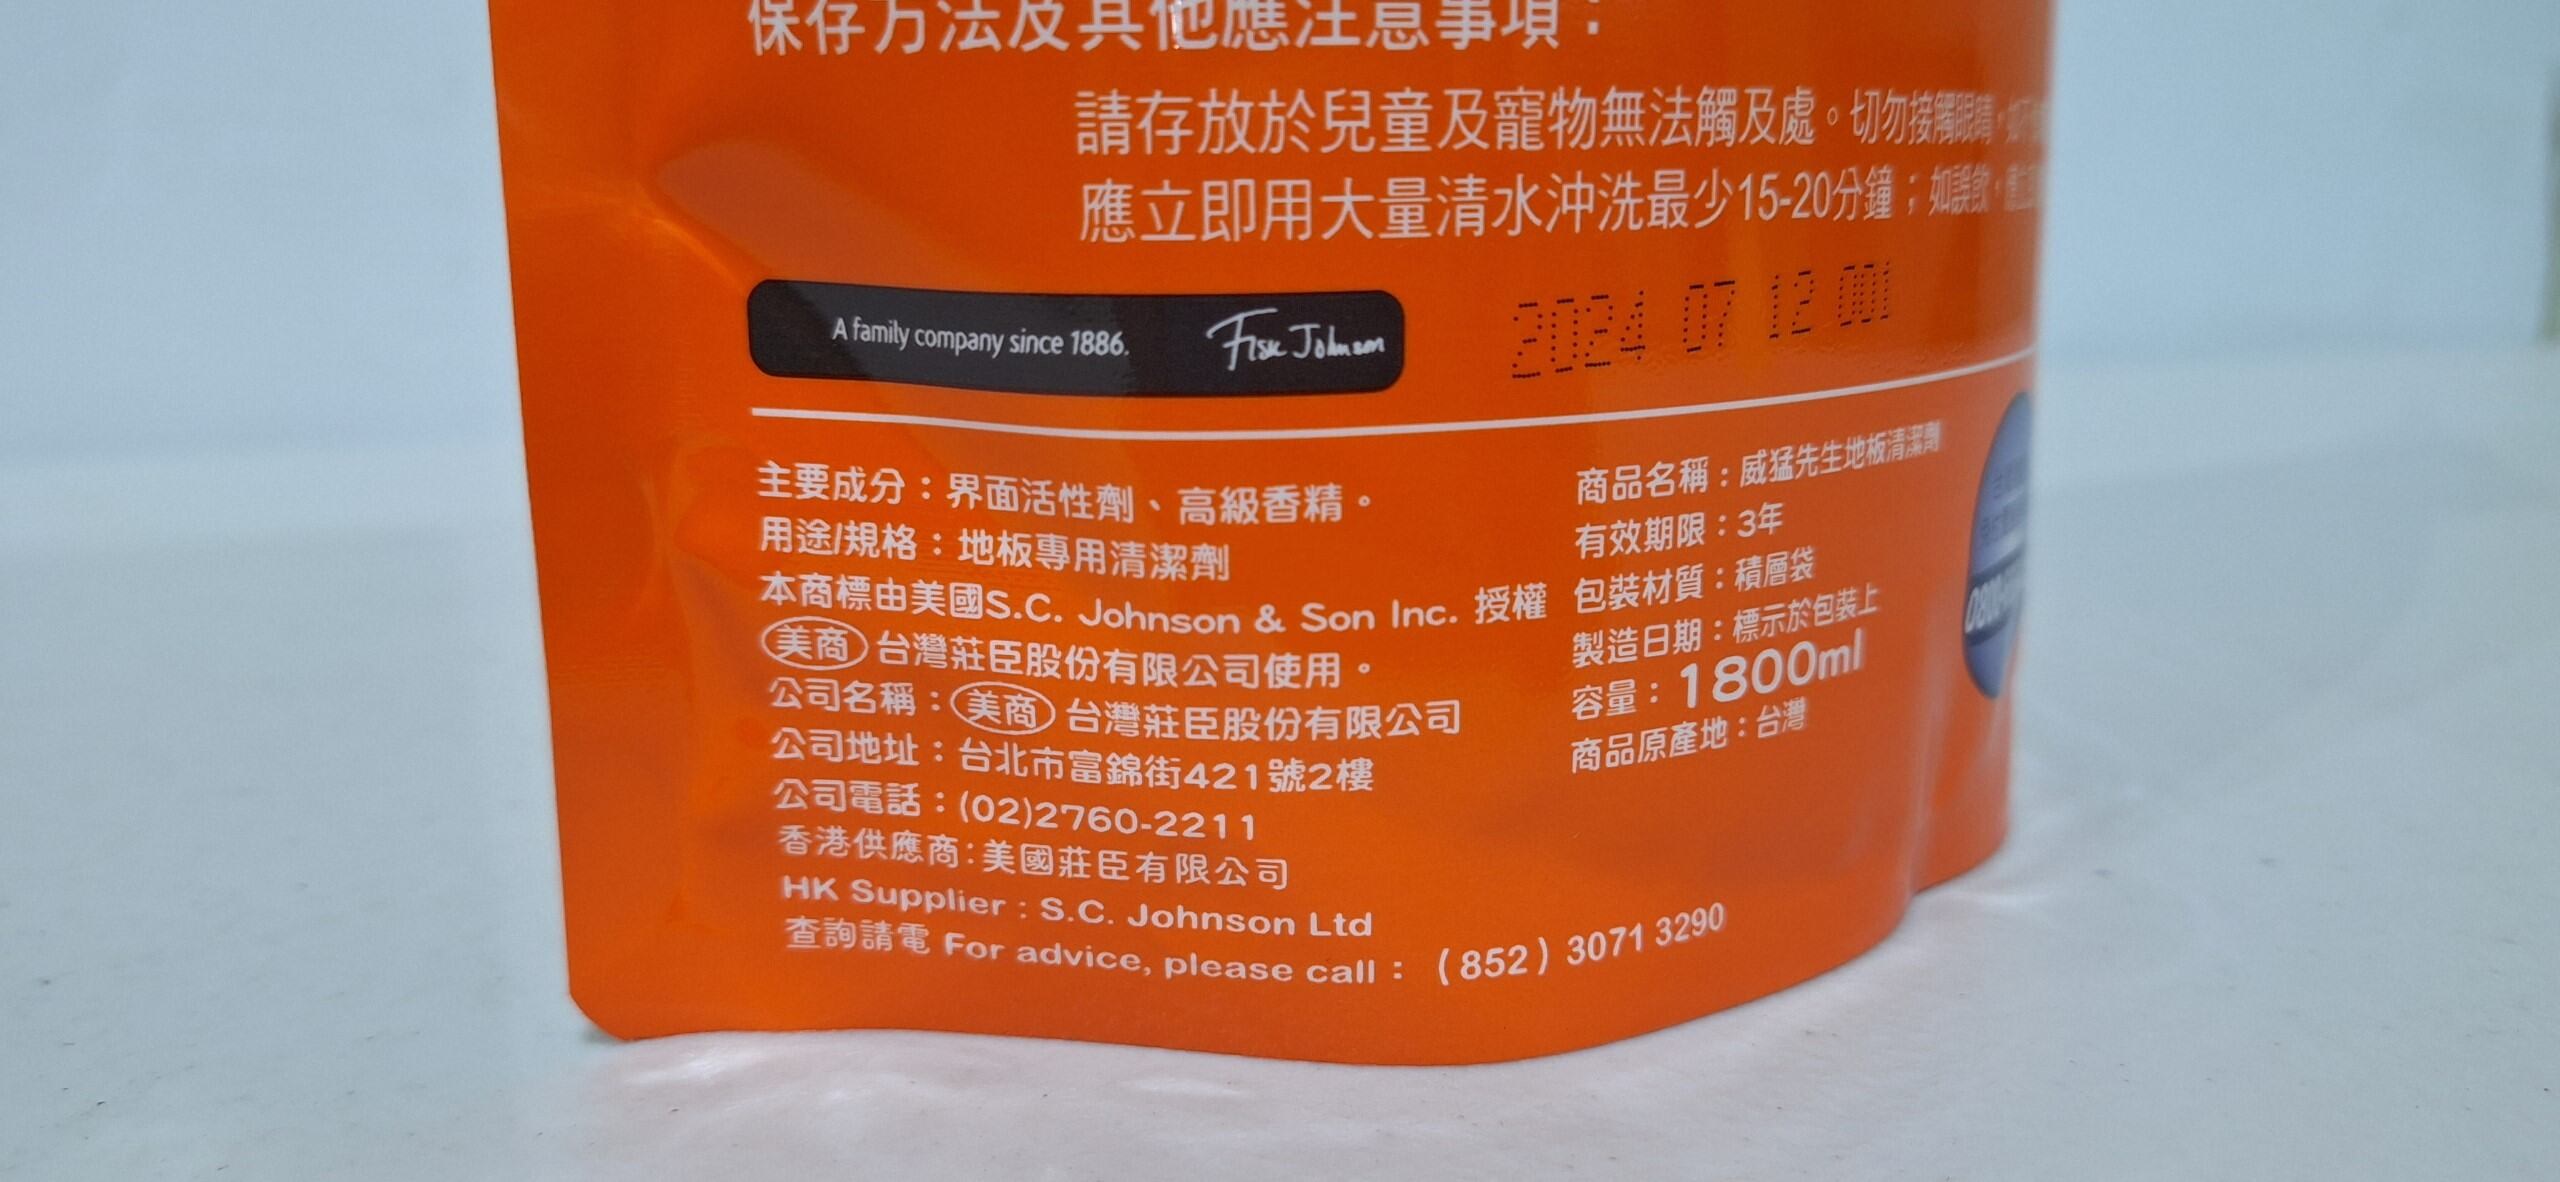 保存方法及其他應注意事項：
請存放於兒童及寵物無法觸及處。切勿接觸眼睛，如不慎
應立即用大量清水沖洗最少15-20分鐘；如誤飲，應立即
A family company since 1886. Fisk Johnson
2024 07 12 001
主要成分：界面活性劑、高級香精。
用途/規格：地板專用清潔劑
本商標由美國S.C. Johnson & Son Inc. 授權
美商 台灣莊臣股份有限公司使用。
公司名稱：美商 台灣莊臣股份有限公司
公司地址：台北市富錦街421號2樓
公司電話：(02)2760-2211
香港供應商：美國莊臣有限公司
HK Supplier : S.C. Johnson Ltd
查詢請電 For advice, please call : (852) 3071 3290
商品名稱：威猛先生地板清潔劑
有效期限：3年
包裝材質：積層袋
製造日期：標示於包裝上
容量：1800ml
商品原產地：台灣